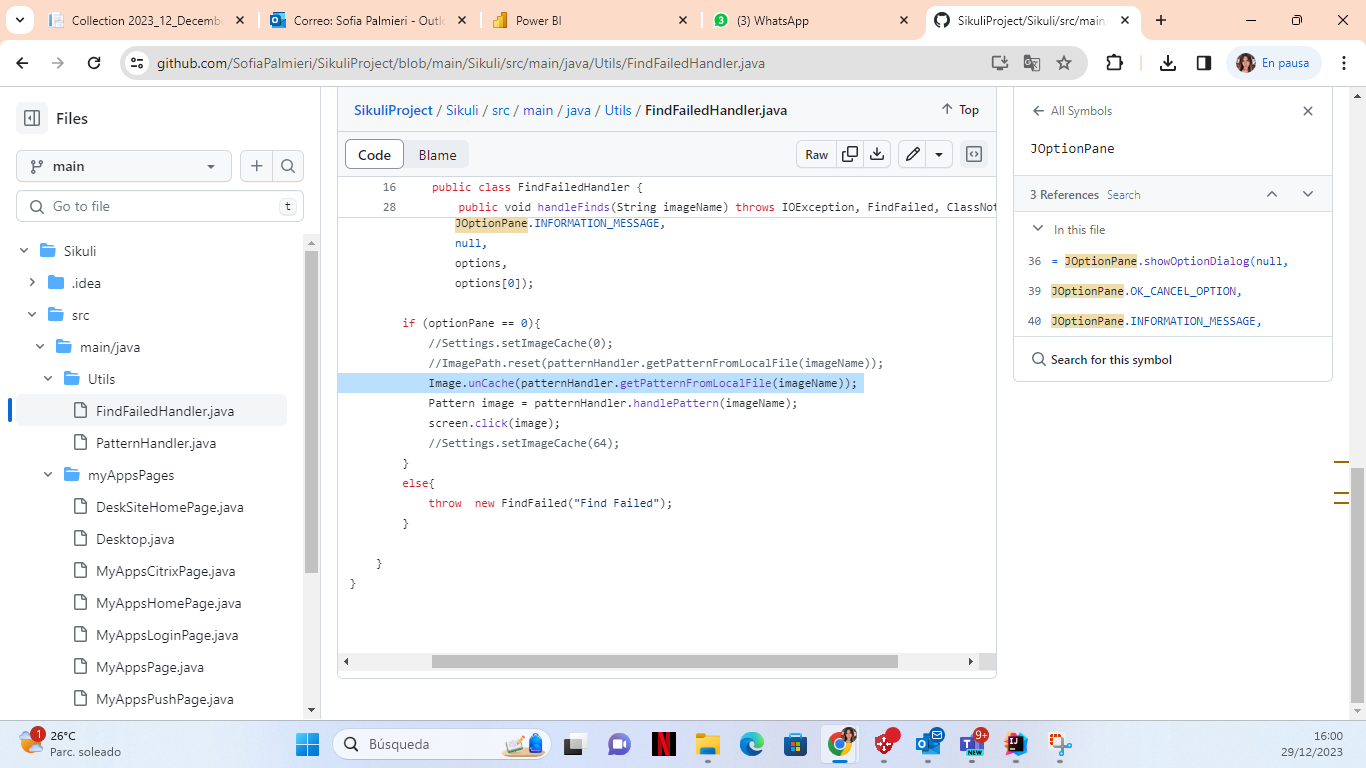 Collection 2023_12_Decemb
Correo: Sofia Palmieri - Outlo
Power BI
(3) WhatsApp
SikuliProject/Sikuli/src/main/
github.com/SofiaPalmieri/SikuliProject/blob/main/Sikuli/src/main/java/Utils/FindFailedHandler.java
En pausa
Files
main
Go to file
t
Sikuli
.idea
src
main/java
Utils
FindFailedHandler.java
PatternHandler.java
myAppsPages
DeskSiteHomePage.java
Desktop.java
MyAppsCitrixPage.java
MyAppsHomePage.java
MyAppsLoginPage.java
MyAppsPage.java
MyAppsPushPage.java
SikuliProject / Sikuli / src / main / java / Utils / FindFailedHandler.java
Top
Code
Blame
Raw
16 public class FindFailedHandler {
28 public void handleFinds(String imageName) throws IOException, FindFailed, ClassNot
JOptionPane.INFORMATION_MESSAGE,
null,
options,
options[0]);
if (optionPane == 0){
//Settings.setImageCache(0);
//ImagePath.reset(patternHandler.getPatternFromLocalFile(imageName));
Image.unCache(patternHandler.getPatternFromLocalFile(imageName));
Pattern image = patternHandler.handlePattern(imageName);
screen.click(image);
//Settings.setImageCache(64);
}
else{
throw  new FindFailed("Find Failed");
}
}
}
All Symbols
JOptionPane
3 References Search
In this file
36 = JOptionPane.showOptionDialog(null,
39 JOptionPane.OK_CANCEL_OPTION,
40 JOptionPane.INFORMATION_MESSAGE,
Search for this symbol
1
26°C
Parc. soleado
Búsqueda
9+
NEW
16:00
29/12/2023